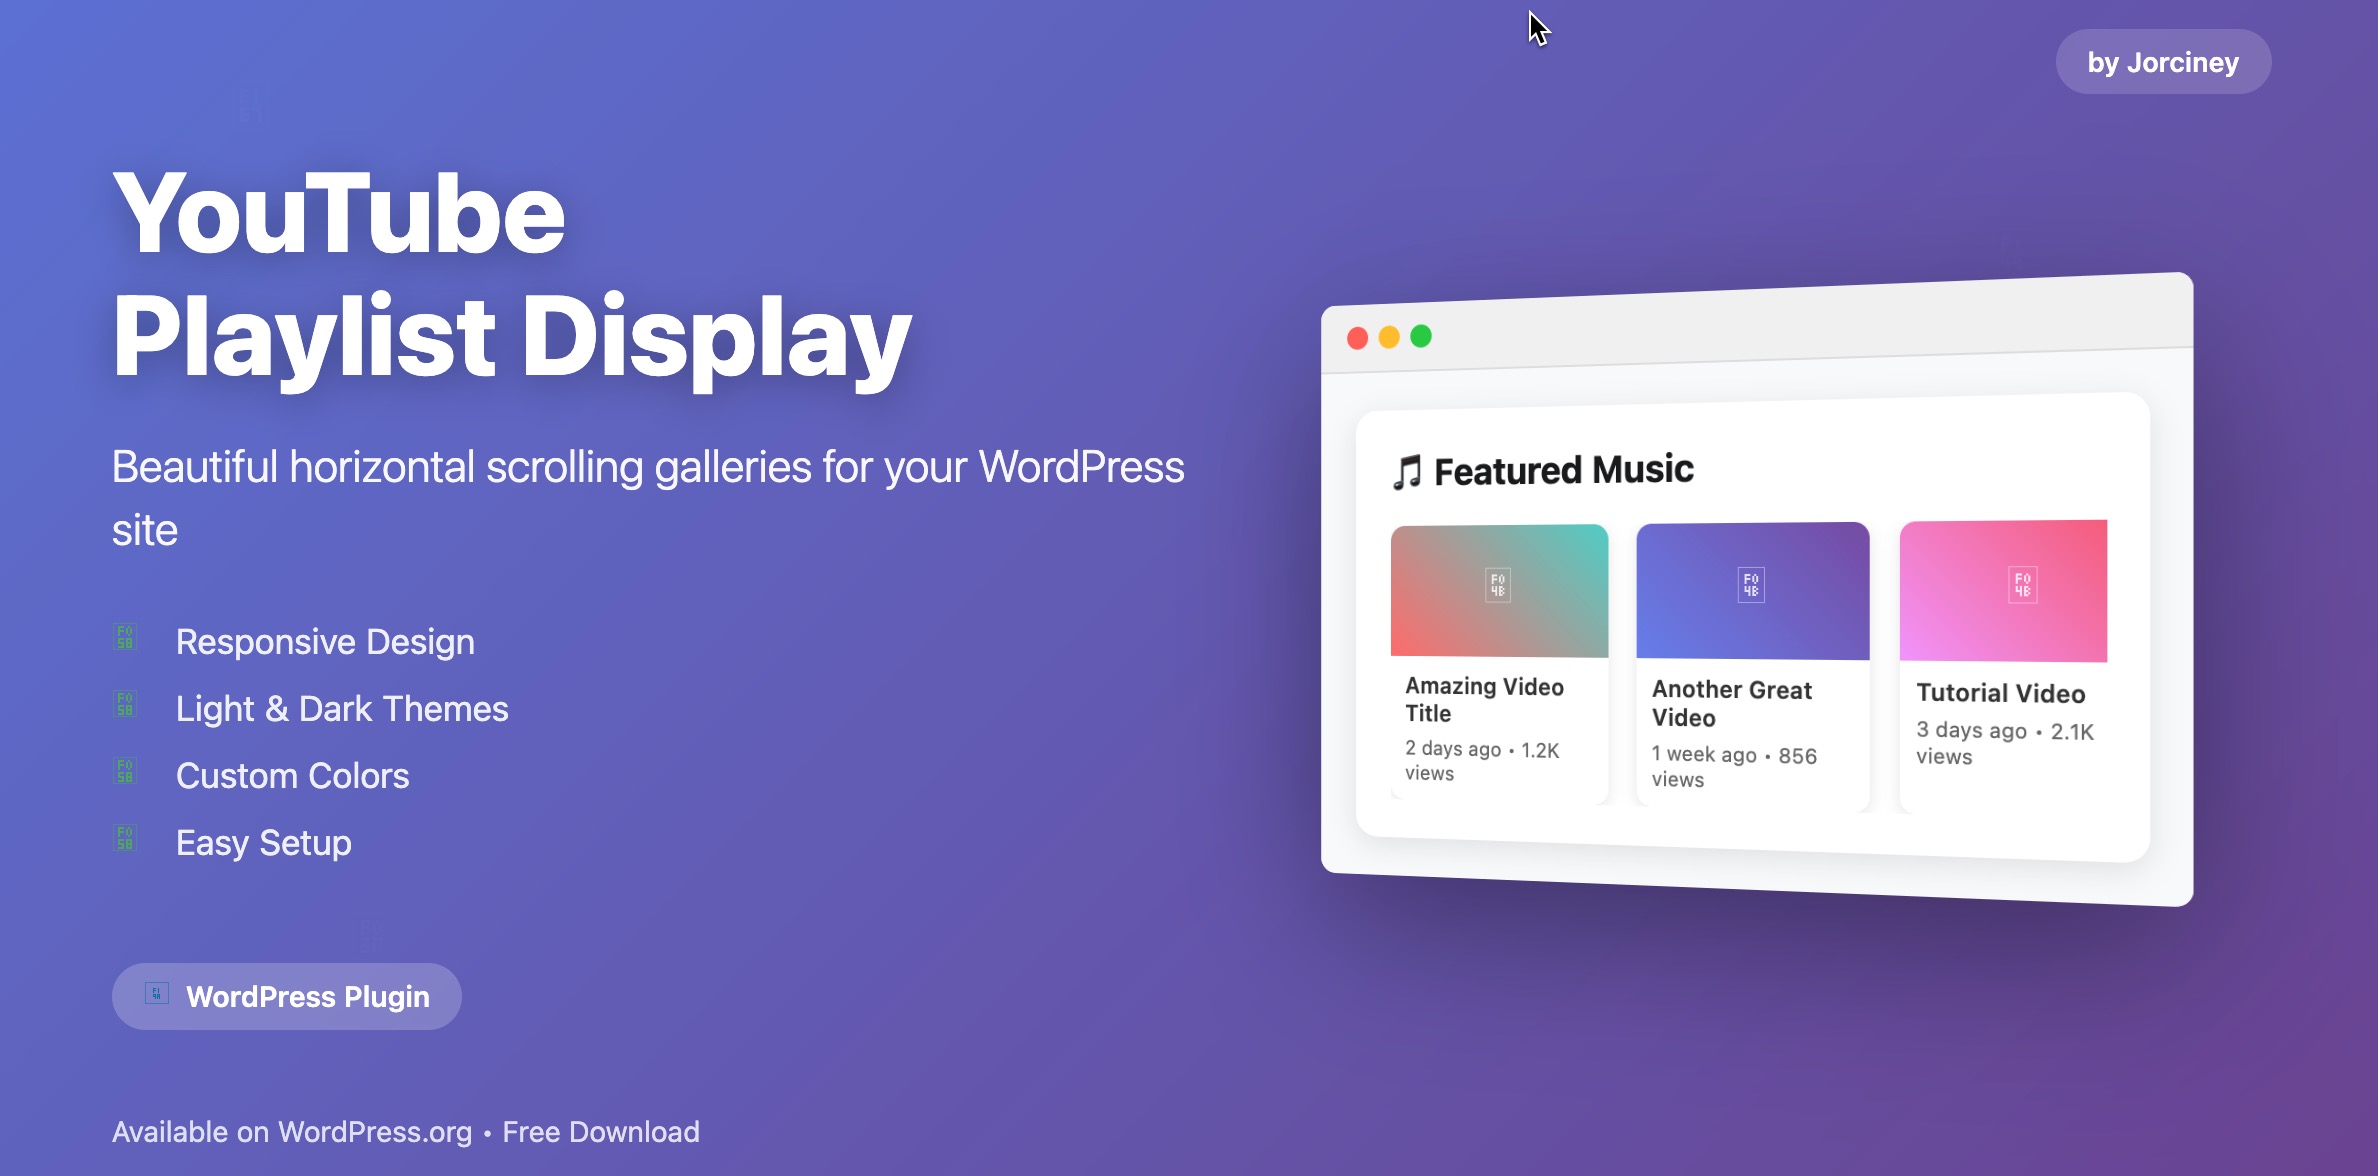 by Jorciney
YouTube
Playlist Display
Beautiful horizontal scrolling galleries for your WordPress
site
Responsive Design
Light & Dark Themes
Custom Colors
Easy Setup
WordPress Plugin
Available on WordPress.org • Free Download
🎵 Featured Music
Amazing Video
Title
2 days ago • 1.2K
views
Another Great
Video
1 week ago • 856
views
Tutorial Video
3 days ago • 2.1K
views